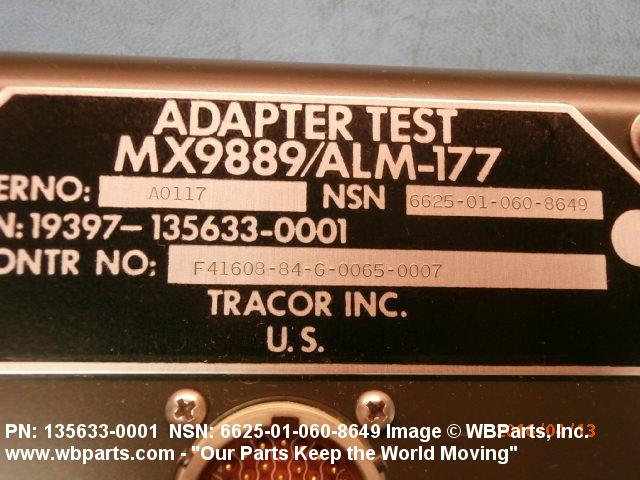 ADAPTER TEST
MX9889/ALM-177
ERNO: A0117 NSN 6625-01-060-8649
N: 19397-135633-0001
ONTR NO: F41608-84-G-0065-0007
TRACOR INC.
U.S.
PN: 135633-0001 NSN: 6625-01-060-8649 Image © WBParts, Inc.
www.wbparts.com - "Our Parts Keep the World Moving"